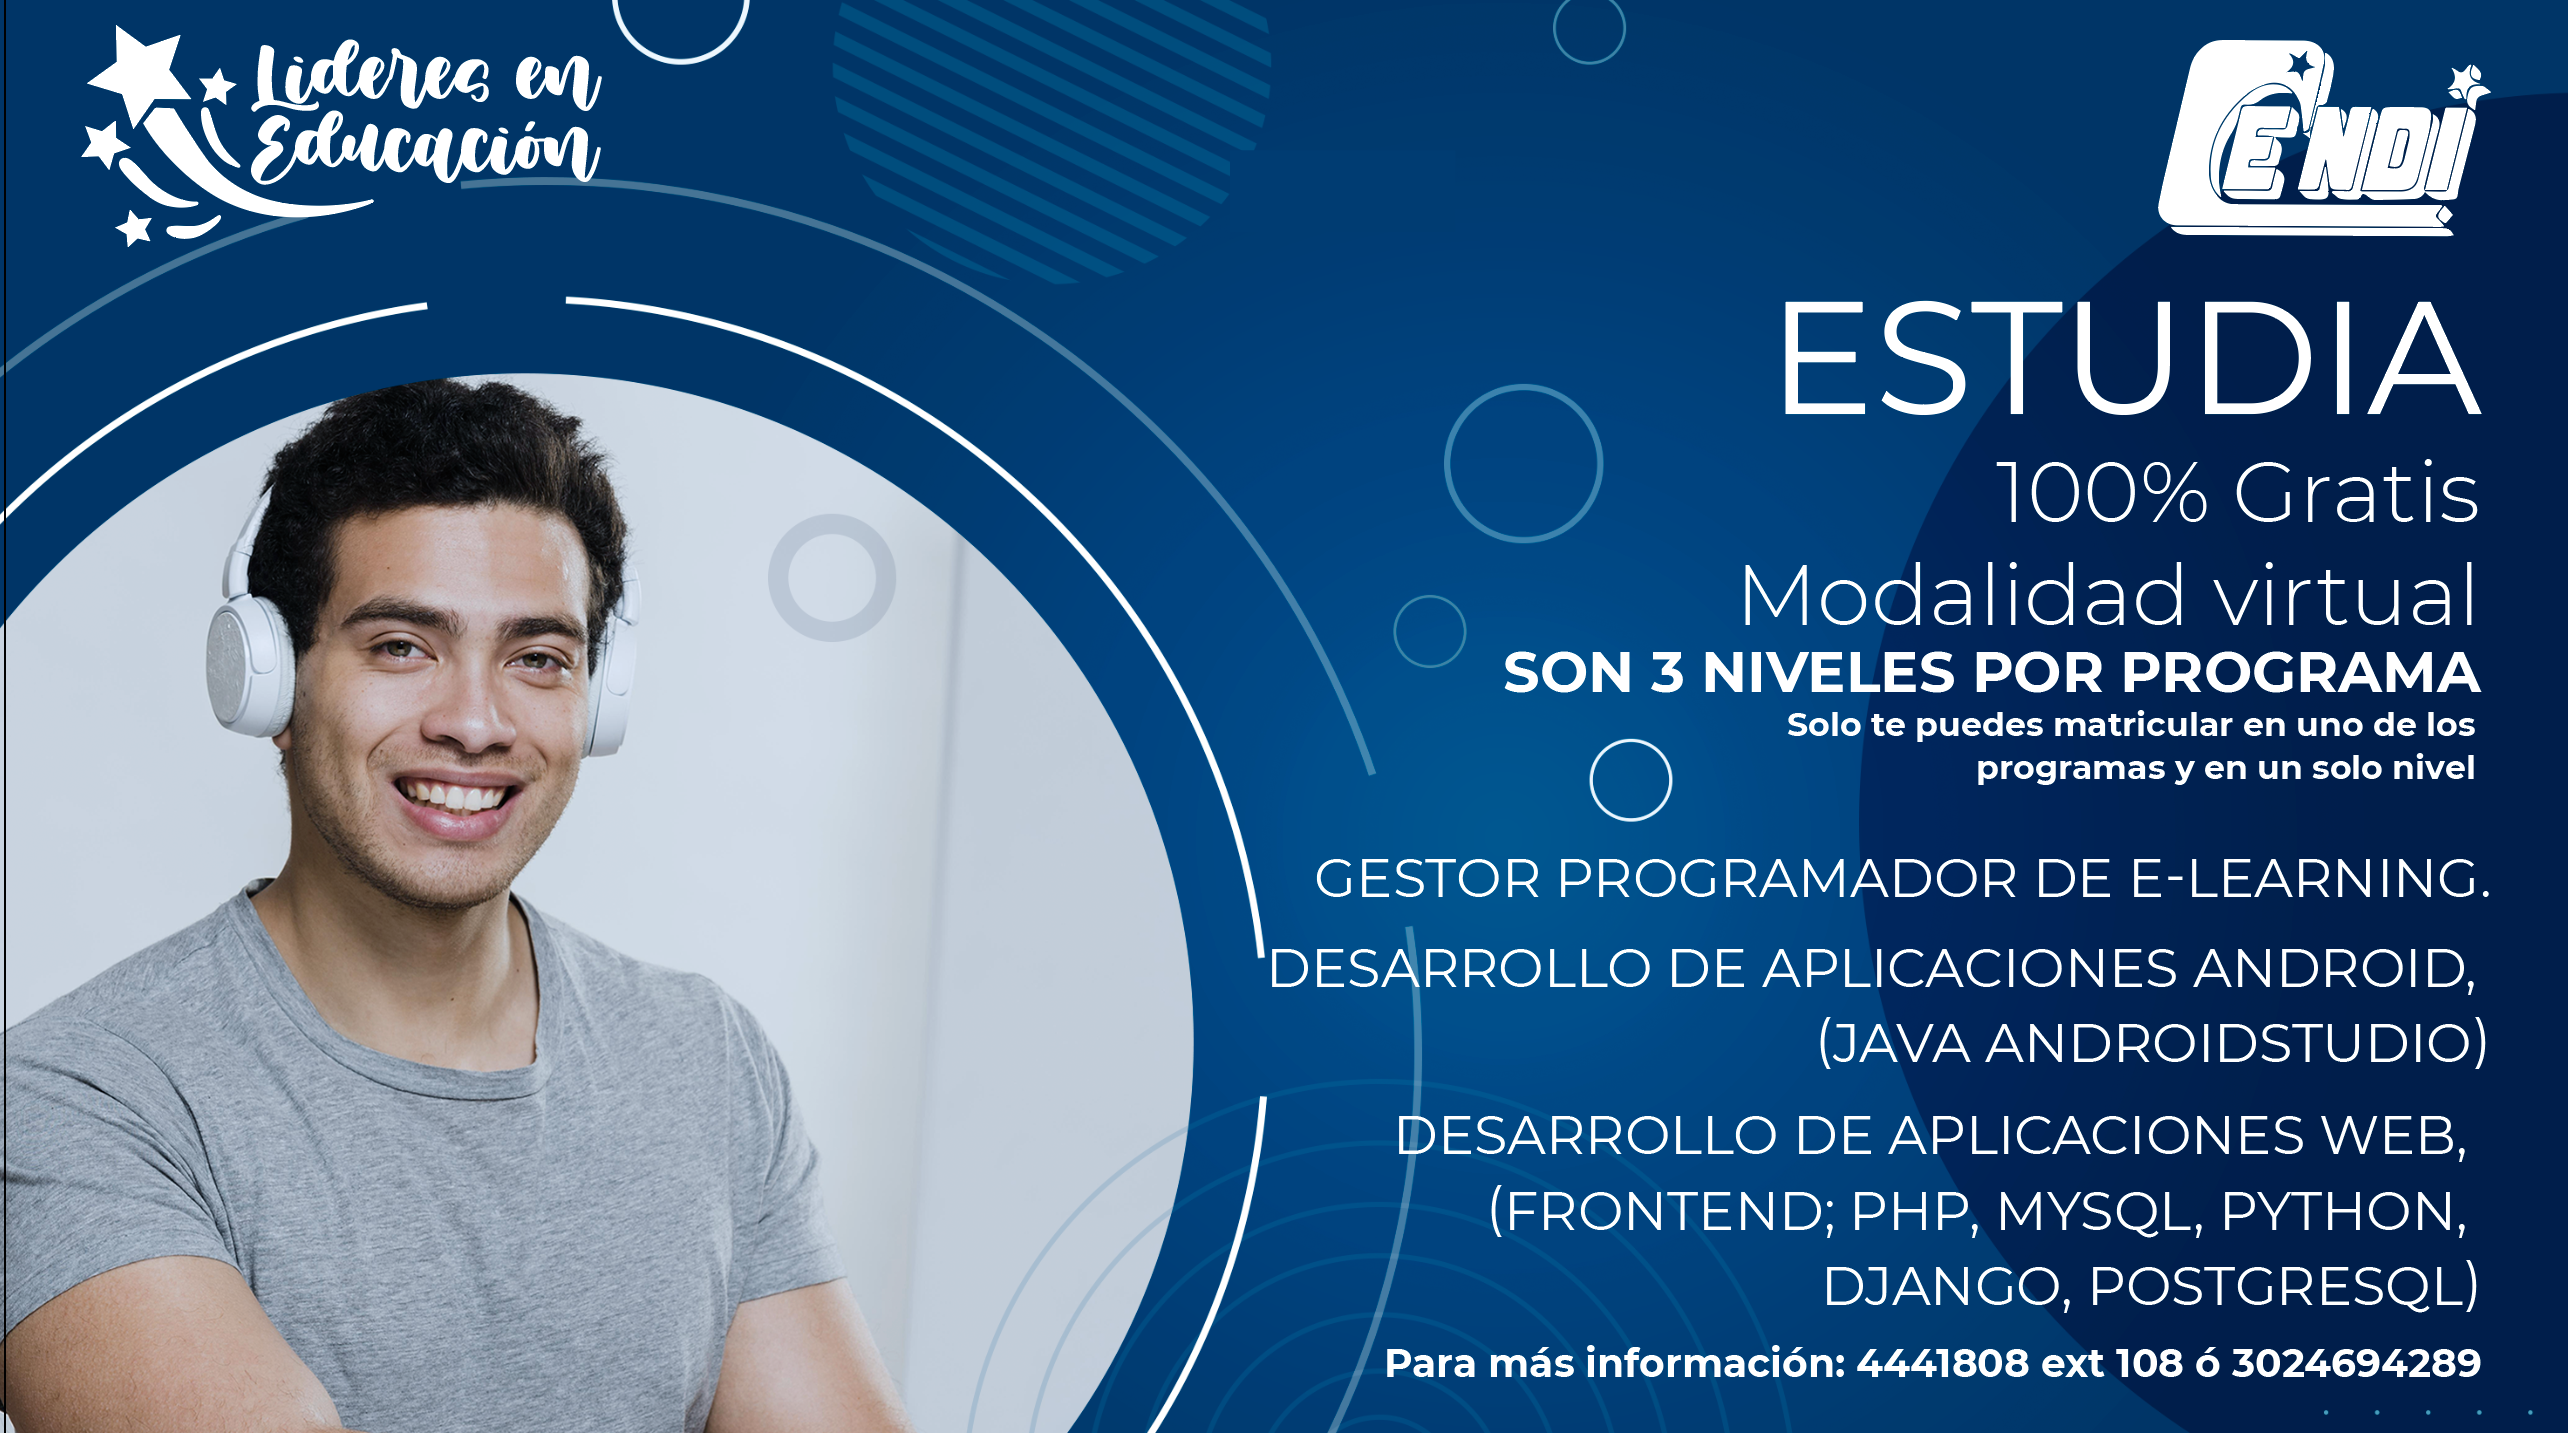 Lideres en
Educación
CENDI
ESTUDIA
100% Gratis
Modalidad virtual
SON 3 NIVELES POR PROGRAMA
Solo te puedes matricular en uno de los
programas y en un solo nivel
GESTOR PROGRAMADOR DE E-LEARNING.
DESARROLLO DE APLICACIONES ANDROID,
(JAVA ANDROIDSTUDIO)
DESARROLLO DE APLICACIONES WEB,
(FRONTEND; PHP, MYSQL, PYTHON,
DJANGO, POSTGRESQL)
Para más información: 4441808 ext 108 ó 3024694289